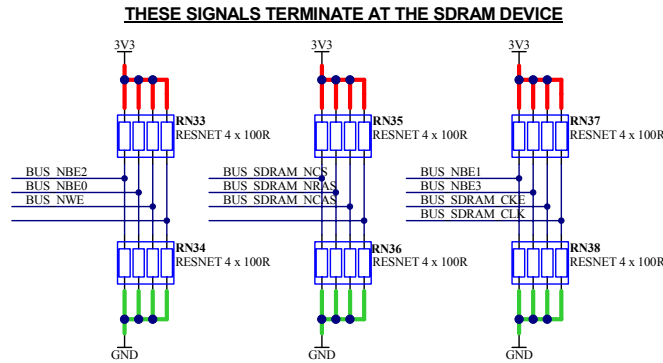 THESE SIGNALS TERMINATE AT THE SDRAM DEVICE
3V3 3V3 3V3
RN33 RN35 RN37
RESNET 4 x 100R RESNET 4 x 100R RESNET 4 x 100R
BUS_NBE2 BUS_SDRAM_NCS BUS_NBE1
BUS_NBE0 BUS_SDRAM_NRAS BUS_NBE3
BUS_NWE BUS_SDRAM_NCAS BUS_SDRAM_CKE
BUS_SDRAM_CLK
RN34 RN36 RN38
RESNET 4 x 100R RESNET 4 x 100R RESNET 4 x 100R
GND GND GND